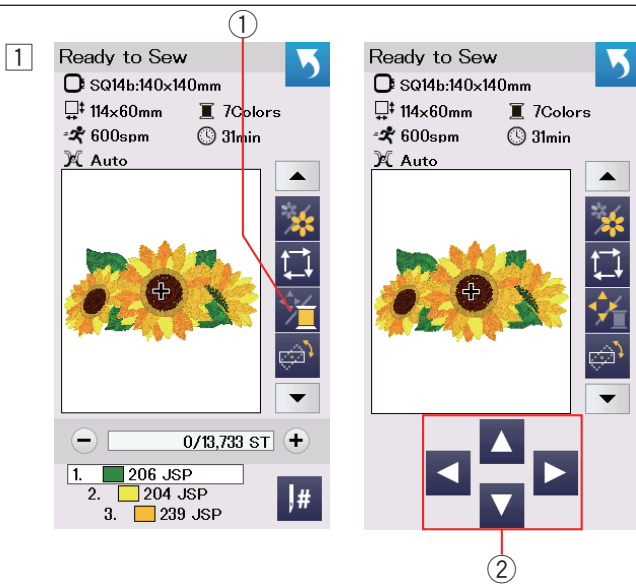 ①
1
Ready to Sew
SQ14b:140x140mm
114x60mm 7Colors
600spm 31min
Auto
0/13,733 ST
1. 206 JSP
2. 204 JSP
3. 239 JSP
#
Ready to Sew
SQ14b:140x140mm
114x60mm 7Colors
600spm 31min
Auto
②